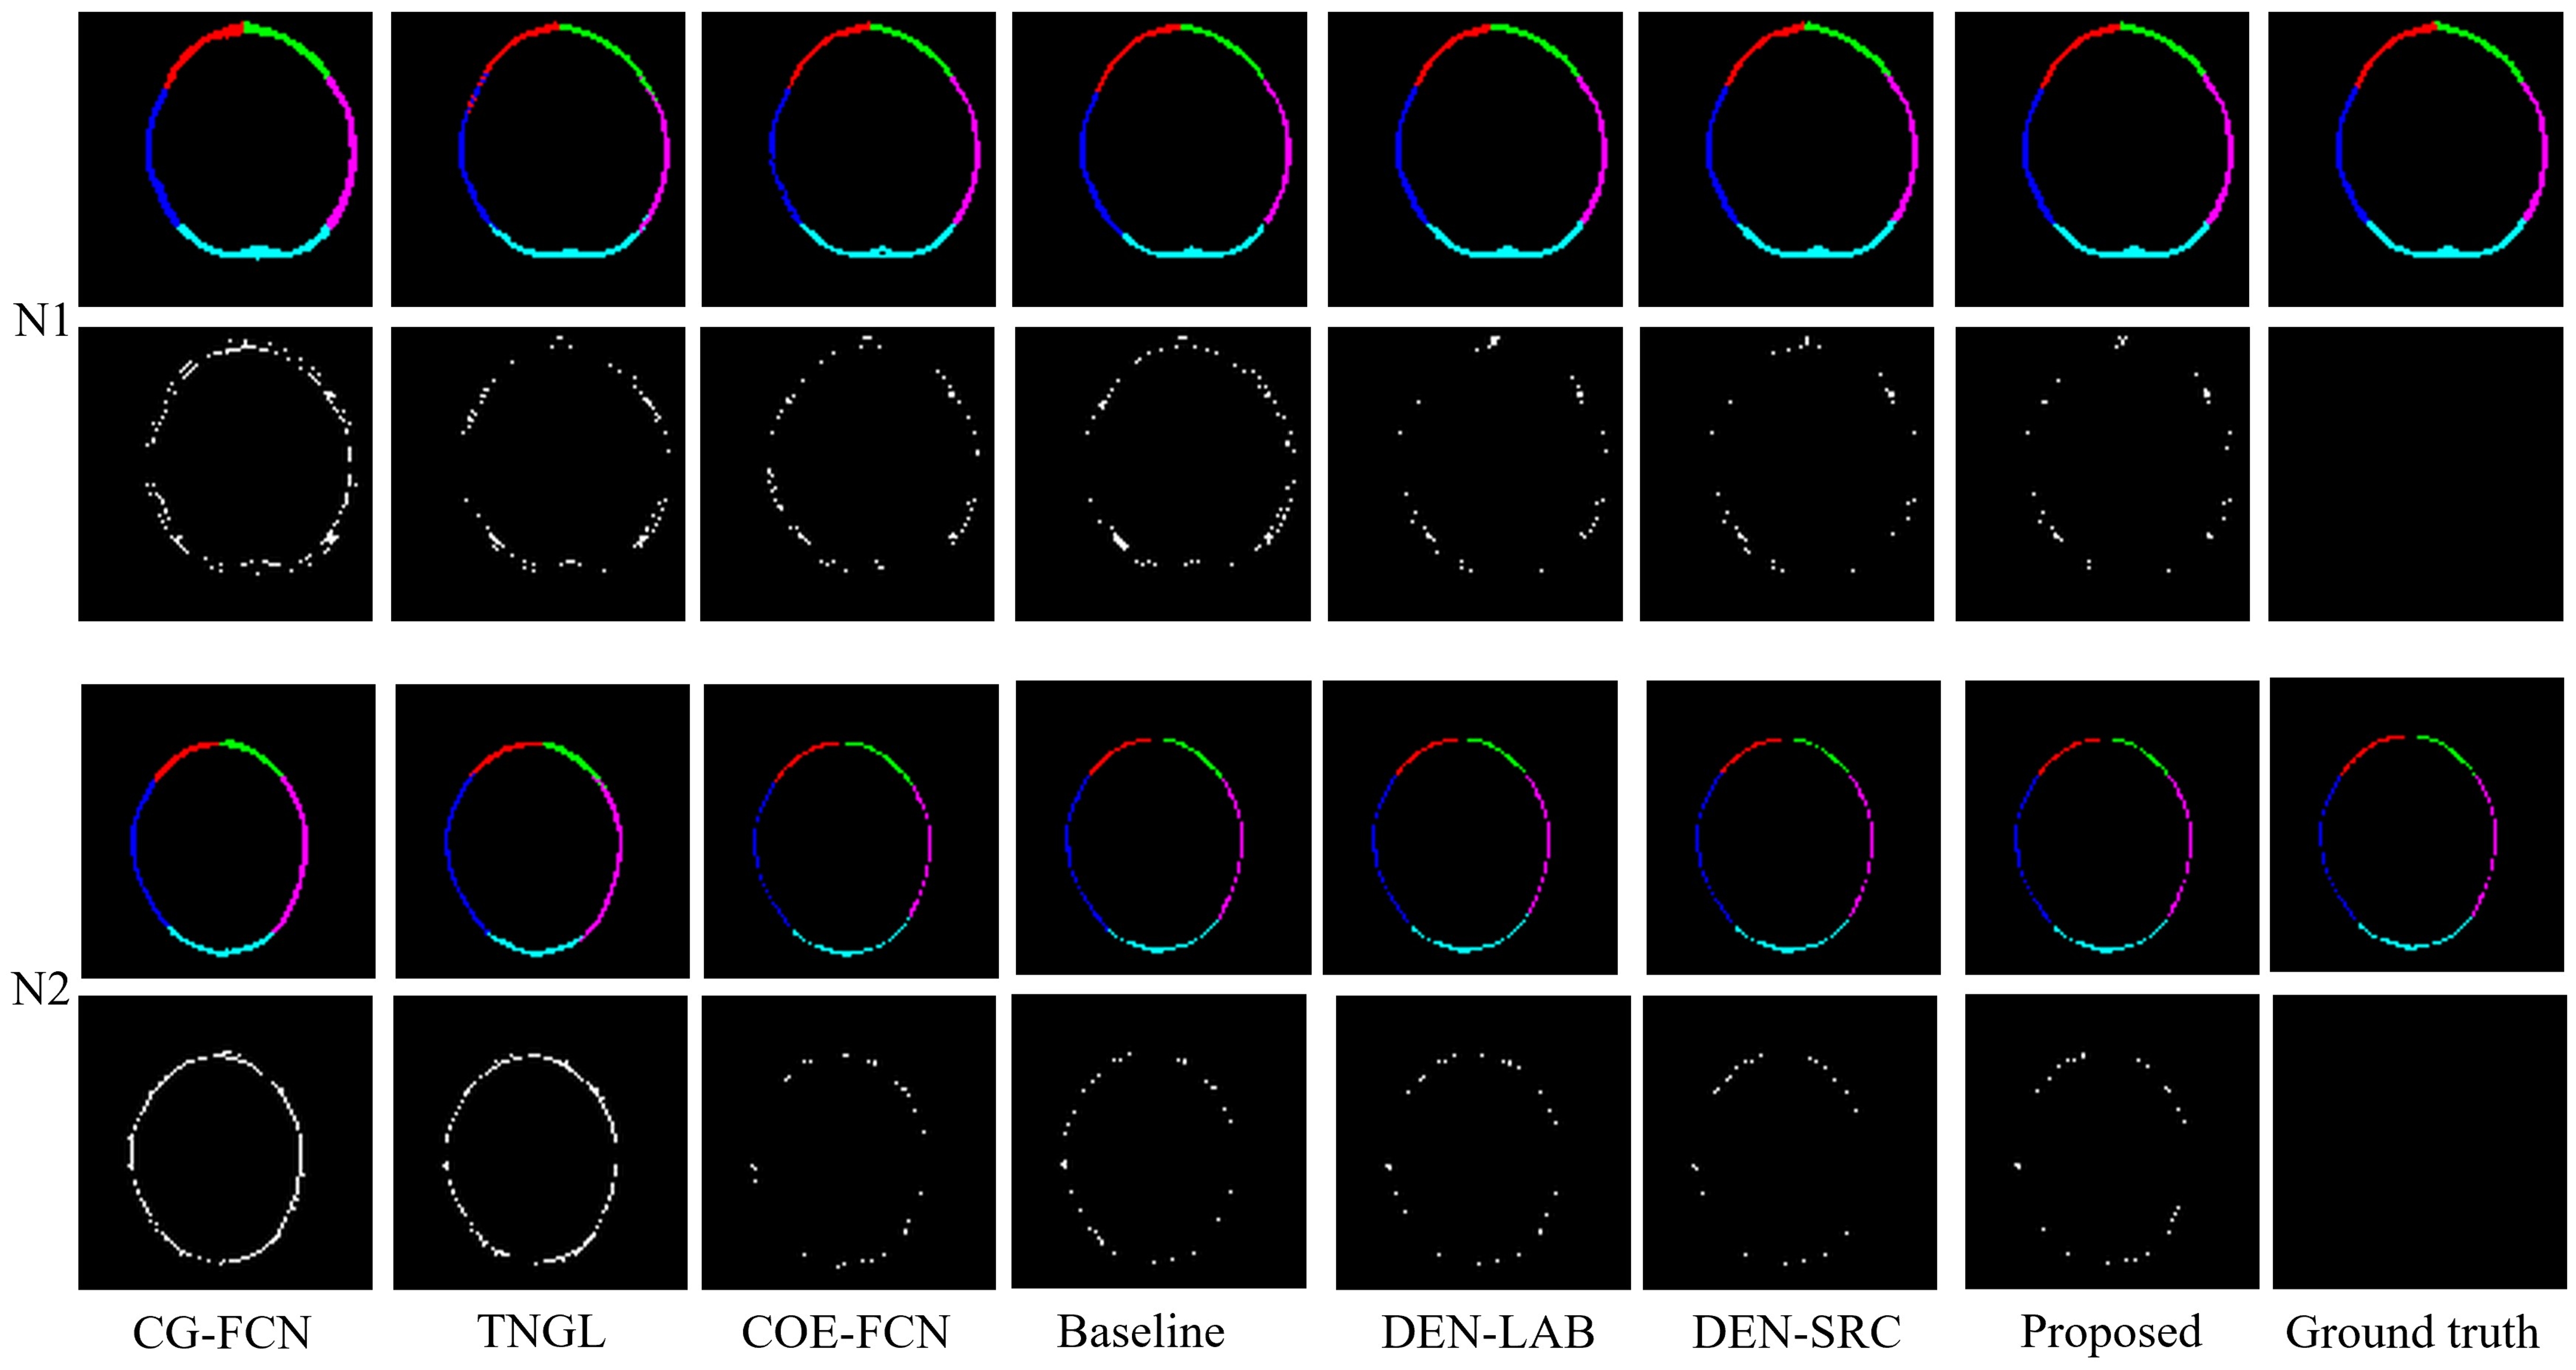 N1
N2
CG-FCN TNGL COE-FCN Baseline DEN-LAB DEN-SRC Proposed Ground truth